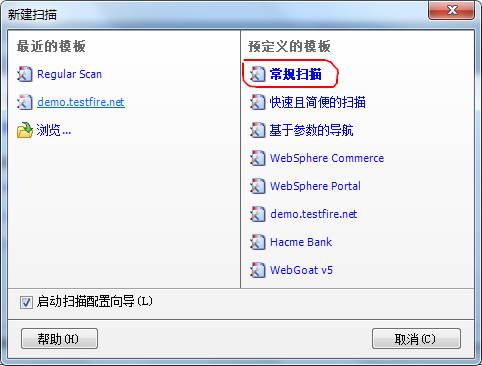 新建扫描
最近的模板
Regular Scan
demo.testfire.net
浏览...
预定义的模板
常规扫描
快速且简便的扫描
基于参数的导航
WebSphere Commerce
WebSphere Portal
demo.testfire.net
Hacme Bank
WebGoat v5
启动扫描配置向导(L)
帮助(H)
取消(C)